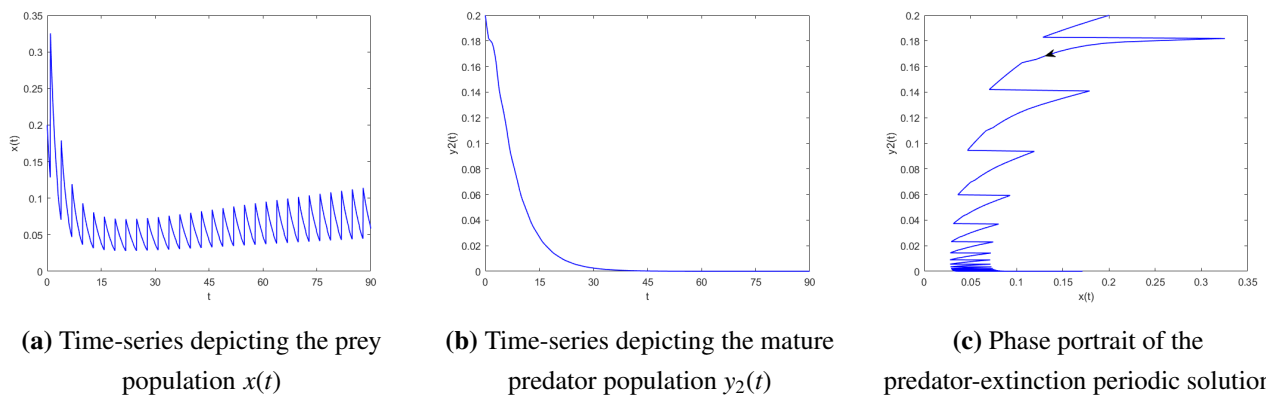 0.35
0.3
0.25
0.2
0.15
0.1
0.05
0
x(t)
0 15 30 45 60 75 90
t
0.2
0.18
0.16
0.14
0.12
0.1
0.08
0.06
0.04
0.02
0
y2(t)
0 15 30 45 60 75 90
t
0.2
0.18
0.16
0.14
0.12
0.1
0.08
0.06
0.04
0.02
0
y2(t)
0 0.05 0.1 0.15 0.2 0.25 0.3 0.35
x(t)
(a) Time-series depicting the prey
population x(t)
(b) Time-series depicting the mature
predator population y2(t)
(c) Phase portrait of the
predator-extinction periodic solution